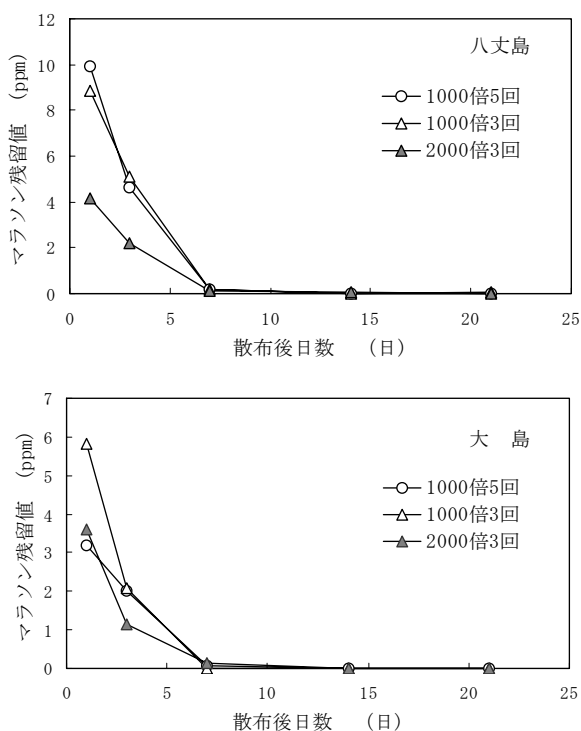 12
10
8
6
4
2
0
マラソン残留値 (ppm)
八丈島
1000倍5回
1000倍3回
2000倍3回
0 5 10 15 20 25
散布後日数 (日)
7
6
5
4
3
2
1
0
マラソン残留値 (ppm)
大 島
1000倍5回
1000倍3回
2000倍3回
0 5 10 15 20 25
散布後日数 (日)